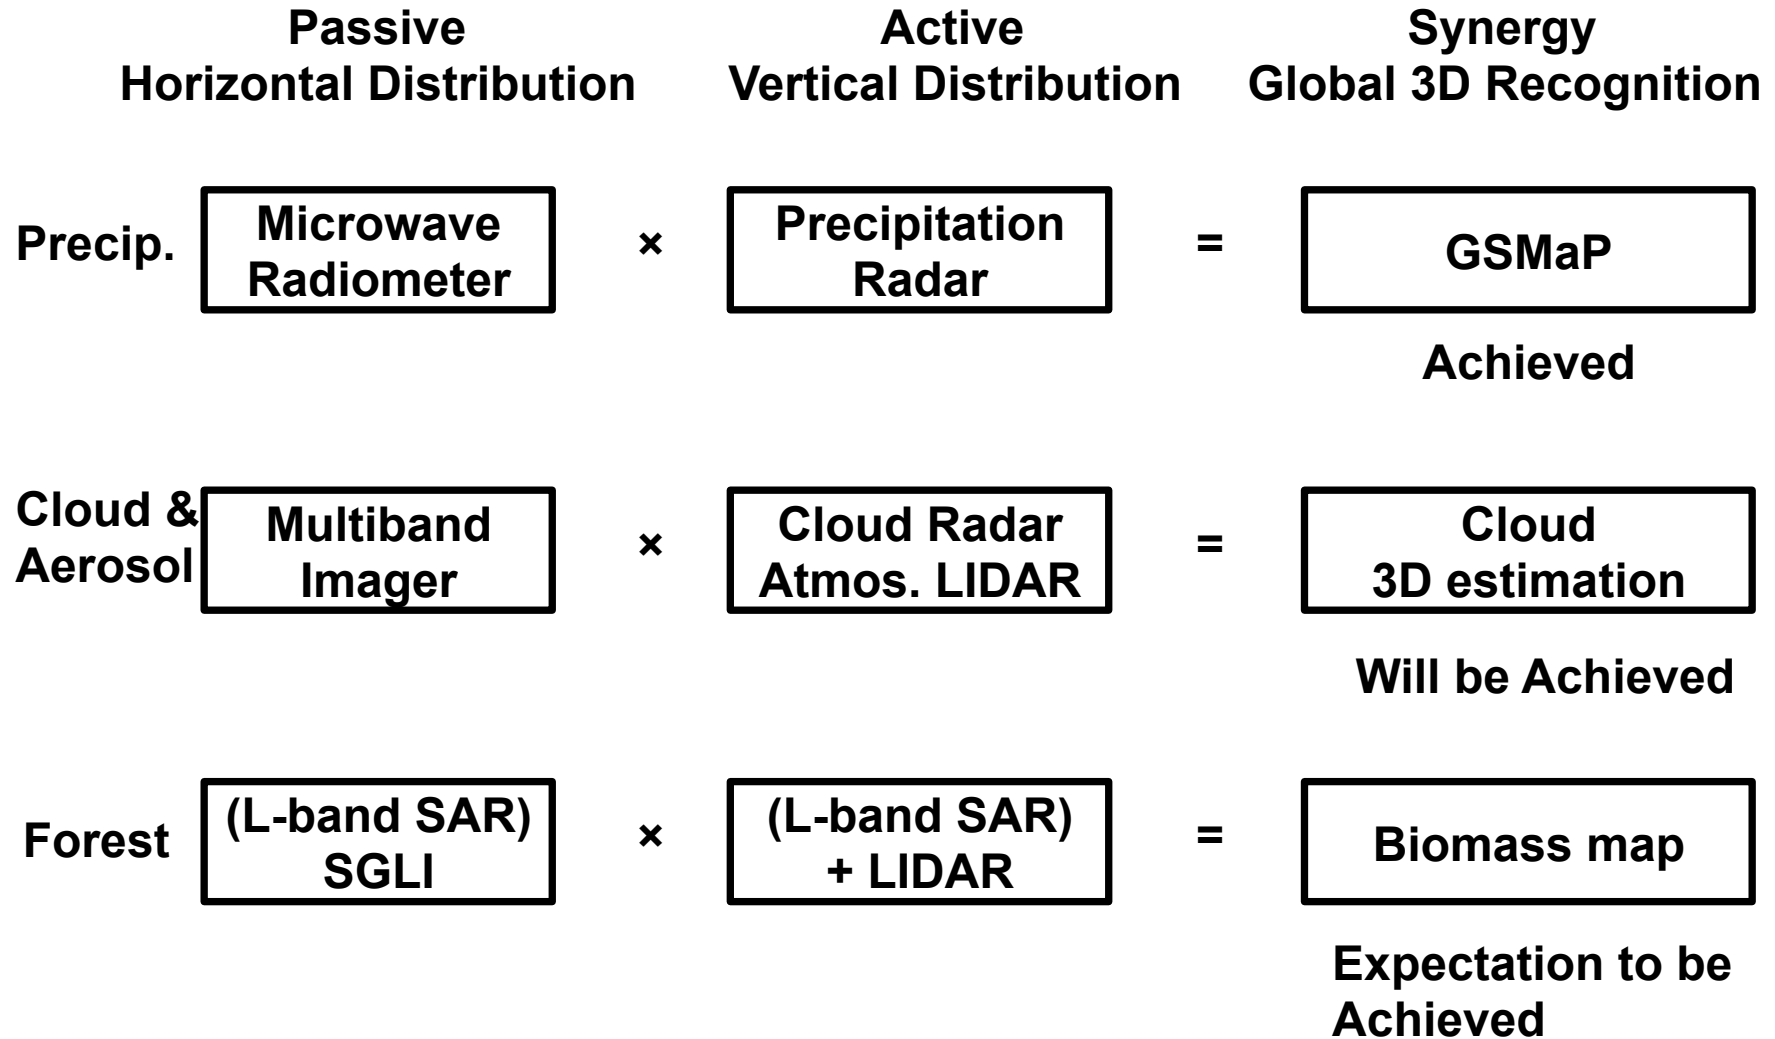 Passive
Horizontal Distribution
Active
Vertical Distribution
Synergy
Global 3D Recognition
Precip.
Microwave
Radiometer
×
Precipitation
Radar
=
GSMaP
Achieved
Cloud &
Aerosol
Multiband
Imager
×
Cloud Radar
Atmos. LIDAR
=
Cloud
3D estimation
Will be Achieved
Forest
(L-band SAR)
SGLI
×
(L-band SAR)
+ LIDAR
=
Biomass map
Expectation to be
Achieved